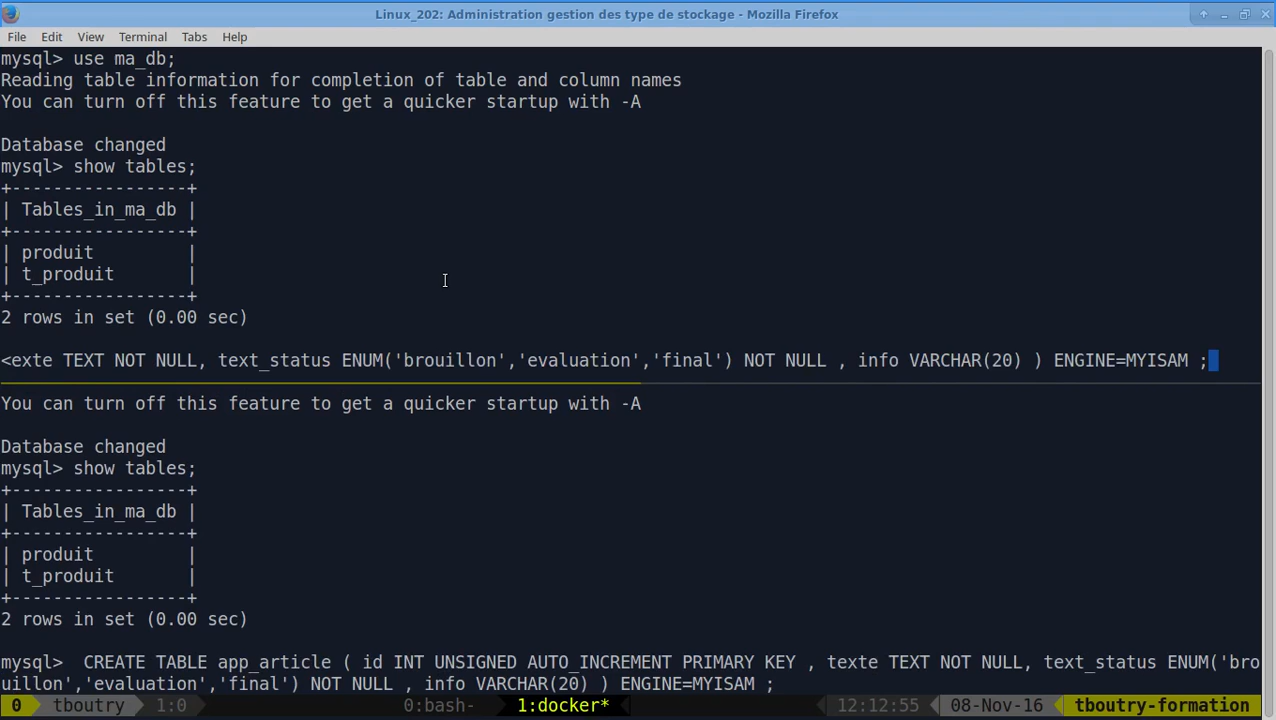 Linux_202: Administration gestion des type de stockage - Mozilla Firefox
File Edit View Terminal Tabs Help
mysql> use ma_db;
Reading table information for completion of table and column names
You can turn off this feature to get a quicker startup with -A
Database changed
mysql> show tables;
+-----------------+
| Tables_in_ma_db |
+-----------------+
| produit         |
| t_produit       |
+-----------------+
2 rows in set (0.00 sec)
<exte TEXT NOT NULL, text_status ENUM('brouillon','evaluation','final') NOT NULL , info VARCHAR(20) ) ENGINE=MYISAM ;
You can turn off this feature to get a quicker startup with -A
Database changed
mysql> show tables;
+-----------------+
| Tables_in_ma_db |
+-----------------+
| produit         |
| t_produit       |
+-----------------+
2 rows in set (0.00 sec)
mysql>  CREATE TABLE app_article ( id INT UNSIGNED AUTO_INCREMENT PRIMARY KEY , texte TEXT NOT NULL, text_status ENUM('bro
uillon','evaluation','final') NOT NULL , info VARCHAR(20) ) ENGINE=MYISAM ;
0 tboutry 1:0 0:bash- 1:docker* 12:12:55 08-Nov-16 tboutry-formation